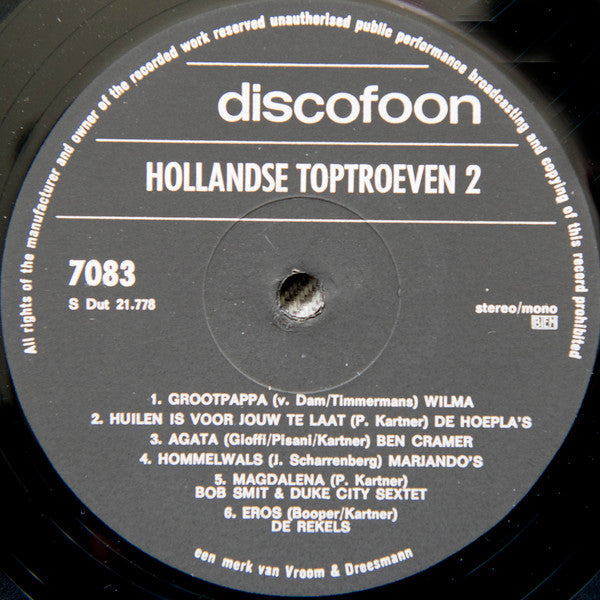 All rights of the manufacturer and owner of the recorded work reserved unauthorised public performance broadcasting and copying of this record prohibited
discofoon
HOLLANDSE TOPTROEVEN 2
7083
S Dut 21.778
stereo/mono
BIEM
1. GROOTPAPPA (v. Dam/Timmermans) WILMA
2. HUILEN IS VOOR JOUW TE LAAT (P. Kartner) DE HOEPLA'S
3. AGATA (Gioffi/Pisani/Kartner) BEN CRAMER
4. HOMMELWALS (J. Scharrenberg) MARJANDO'S
5. MAGDALENA (P. Kartner)
BOB SMIT & DUKE CITY SEXTET
6. EROS (Booper/Kartner)
DE REKELS
een merk van Vroom & Dreesmann